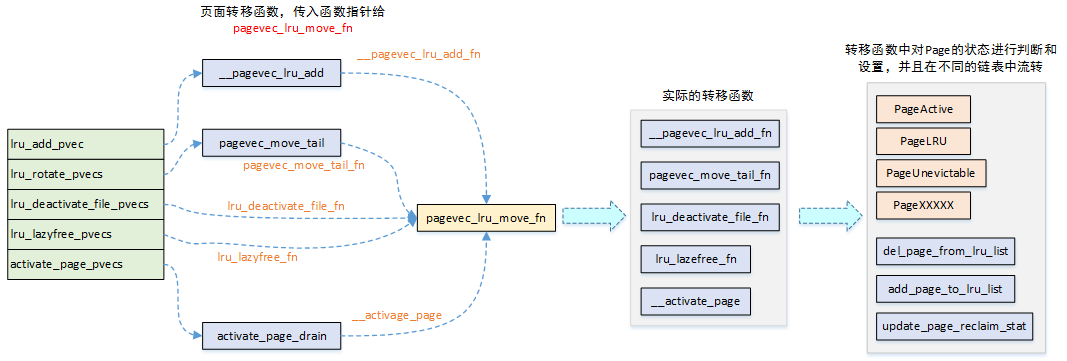 页面转移函数，传入函数指针给
pagevec_lru_move_fn
__pagevec_lru_add_fn
__pagevec_lru_add
lru_add_pvec
lru_rotate_pvecs
lru_deactivate_file_pvecs
lru_lazyfree_pvecs
activate_page_pvecs
pagevec_move_tail
pagevec_move_tail_fn
lru_deactivate_file_fn
lru_lazyfree_fn
__activage_page
activate_page_drain
pagevec_lru_move_fn
实际的转移函数
__pagevec_lru_add_fn
pagevec_move_tail_fn
lru_deactivate_file_fn
lru_lazefree_fn
__activate_page
转移函数中对Page的状态进行判断和
设置，并且在不同的链表中流转
PageActive
PageLRU
PageUnevictable
PageXXXXX
del_page_from_lru_list
add_page_to_lru_list
update_page_reclaim_stat